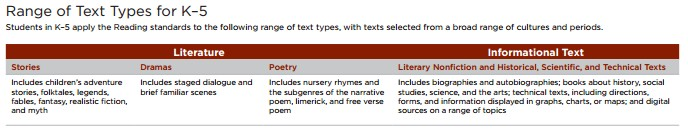 Range of Text Types for K–5
Students in K–5 apply the Reading standards to the following range of text types, with texts selected from a broad range of cultures and periods.
Literature
Informational Text
Stories
Dramas
Poetry
Literary Nonfiction and Historical, Scientific, and Technical Texts
Includes children's adventure
stories, folktales, legends,
fables, fantasy, realistic fiction,
and myth
Includes staged dialogue and
brief familiar scenes
Includes nursery rhymes and
the subgenres of the narrative
poem, limerick, and free verse
poem
Includes biographies and autobiographies; books about history, social
studies, science, and the arts; technical texts, including directions,
forms, and information displayed in graphs, charts, or maps; and digital
sources on a range of topics